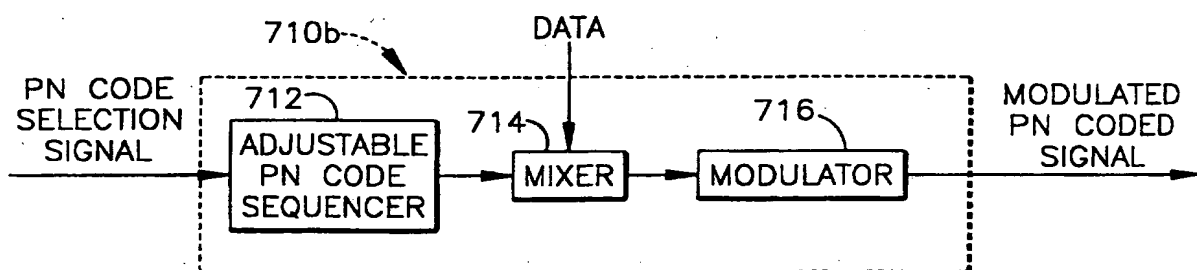 710b
DATA
PN CODE
SELECTION
SIGNAL
712
ADJUSTABLE
PN CODE
SEQUENCER
714
MIXER
716
MODULATOR
MODULATED
PN CODED
SIGNAL